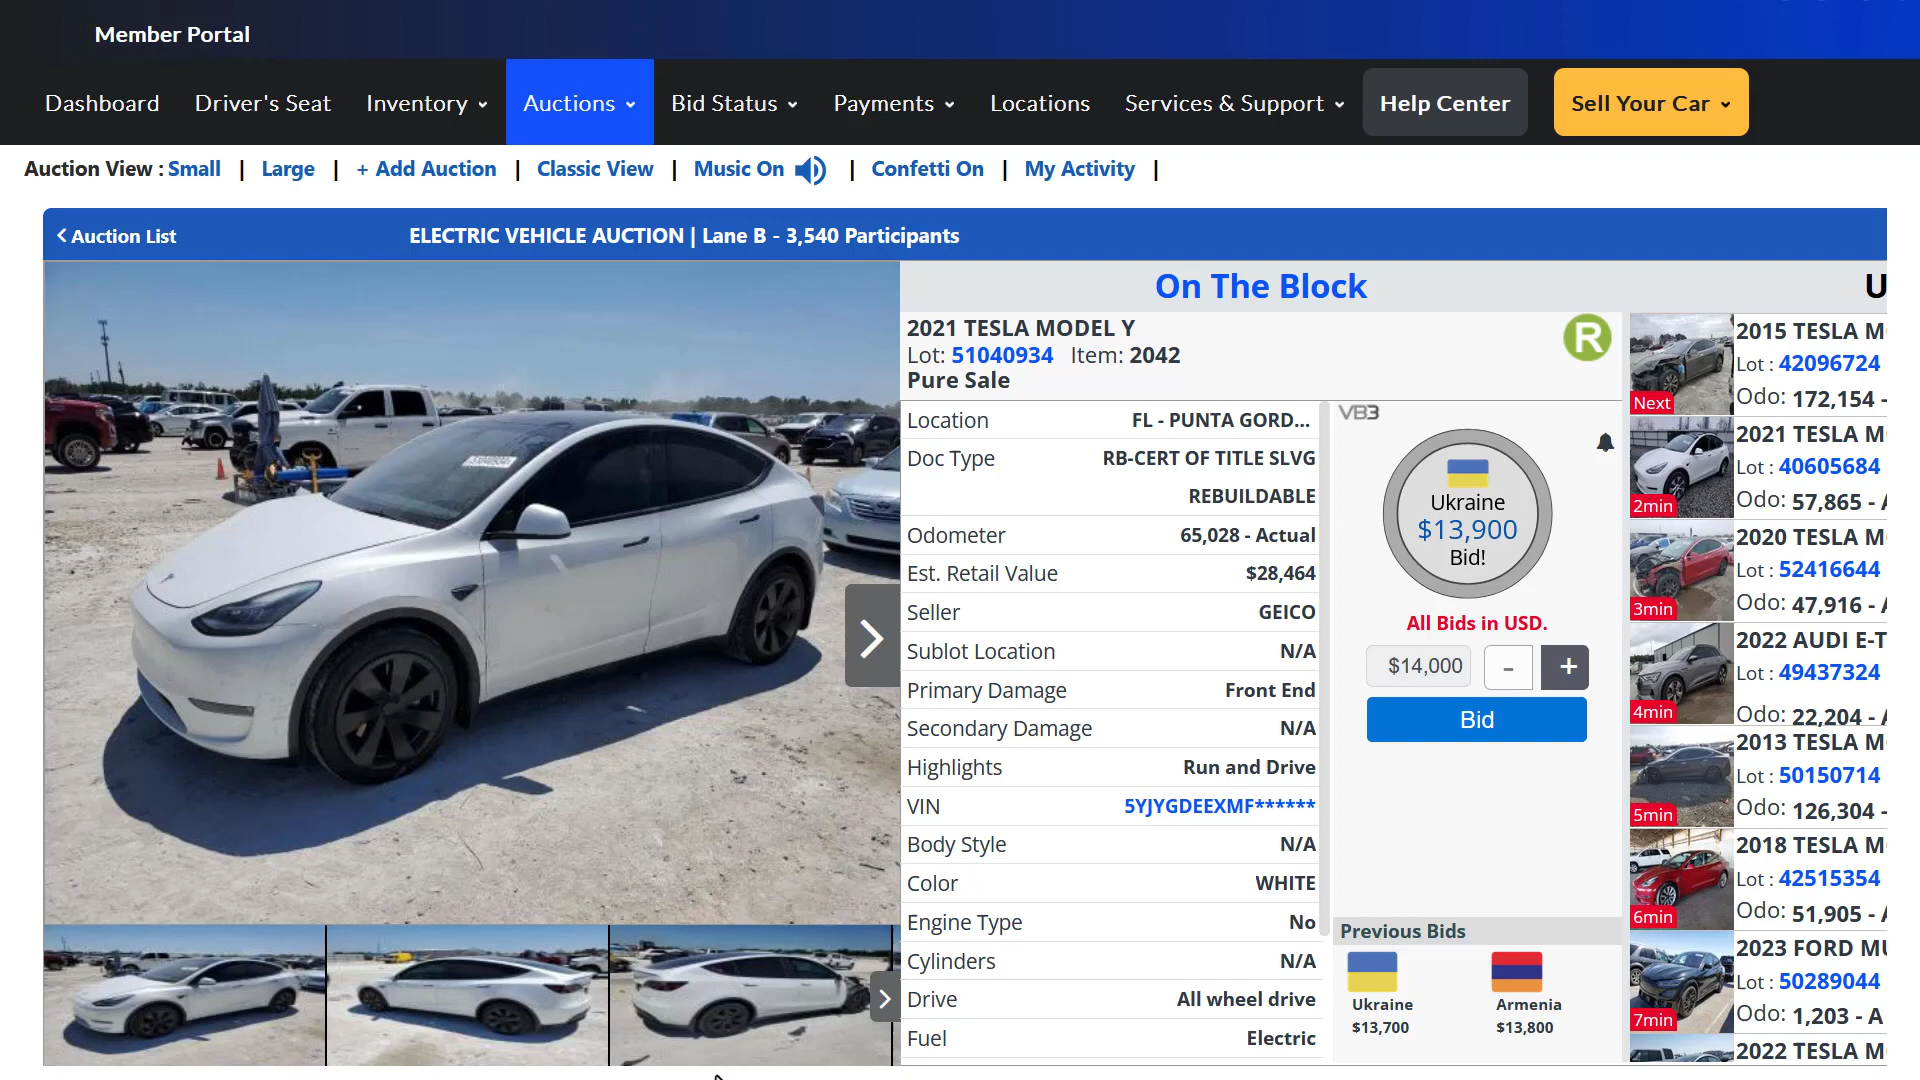 Member Portal
Dashboard Driver's Seat Inventory Auctions Bid Status Payments Locations Services & Support Help Center Sell Your Car
Auction View : Small | Large | + Add Auction | Classic View | Music On | Confetti On | My Activity |
Auction List
ELECTRIC VEHICLE AUCTION | Lane B - 3,540 Participants
On The Block
2021 TESLA MODEL Y
Lot: 51040934 Item: 2042
Pure Sale
R
Location FL - PUNTA GORD...
Doc Type RB-CERT OF TITLE SLVG
REBUILDABLE
Odometer 65,028 - Actual
Est. Retail Value $28,464
Seller GEICO
Sublot Location N/A
Primary Damage Front End
Secondary Damage N/A
Highlights Run and Drive
VIN 5YJYGDEEXMF******
Body Style N/A
Color WHITE
Engine Type No
Cylinders N/A
Drive All wheel drive
Fuel Electric
VB3
Ukraine
$13,900
Bid!
All Bids in USD.
$14,000 - +
Bid
Previous Bids
Ukraine
$13,700
Armenia
$13,800
U
2015 TESLA M
Lot : 42096724
Odo: 172,154 -
Next
2021 TESLA M
Lot : 40605684
Odo: 57,865 - A
2min
2020 TESLA M
Lot : 52416644
Odo: 47,916 - A
3min
2022 AUDI E-T
Lot : 49437324
Odo: 22,204 - A
4min
2013 TESLA M
Lot : 50150714
Odo: 126,304 -
5min
2018 TESLA M
Lot : 42515354
Odo: 51,905 - A
6min
2023 FORD MU
Lot : 50289044
Odo: 1,203 - A
7min
2022 TESLA M